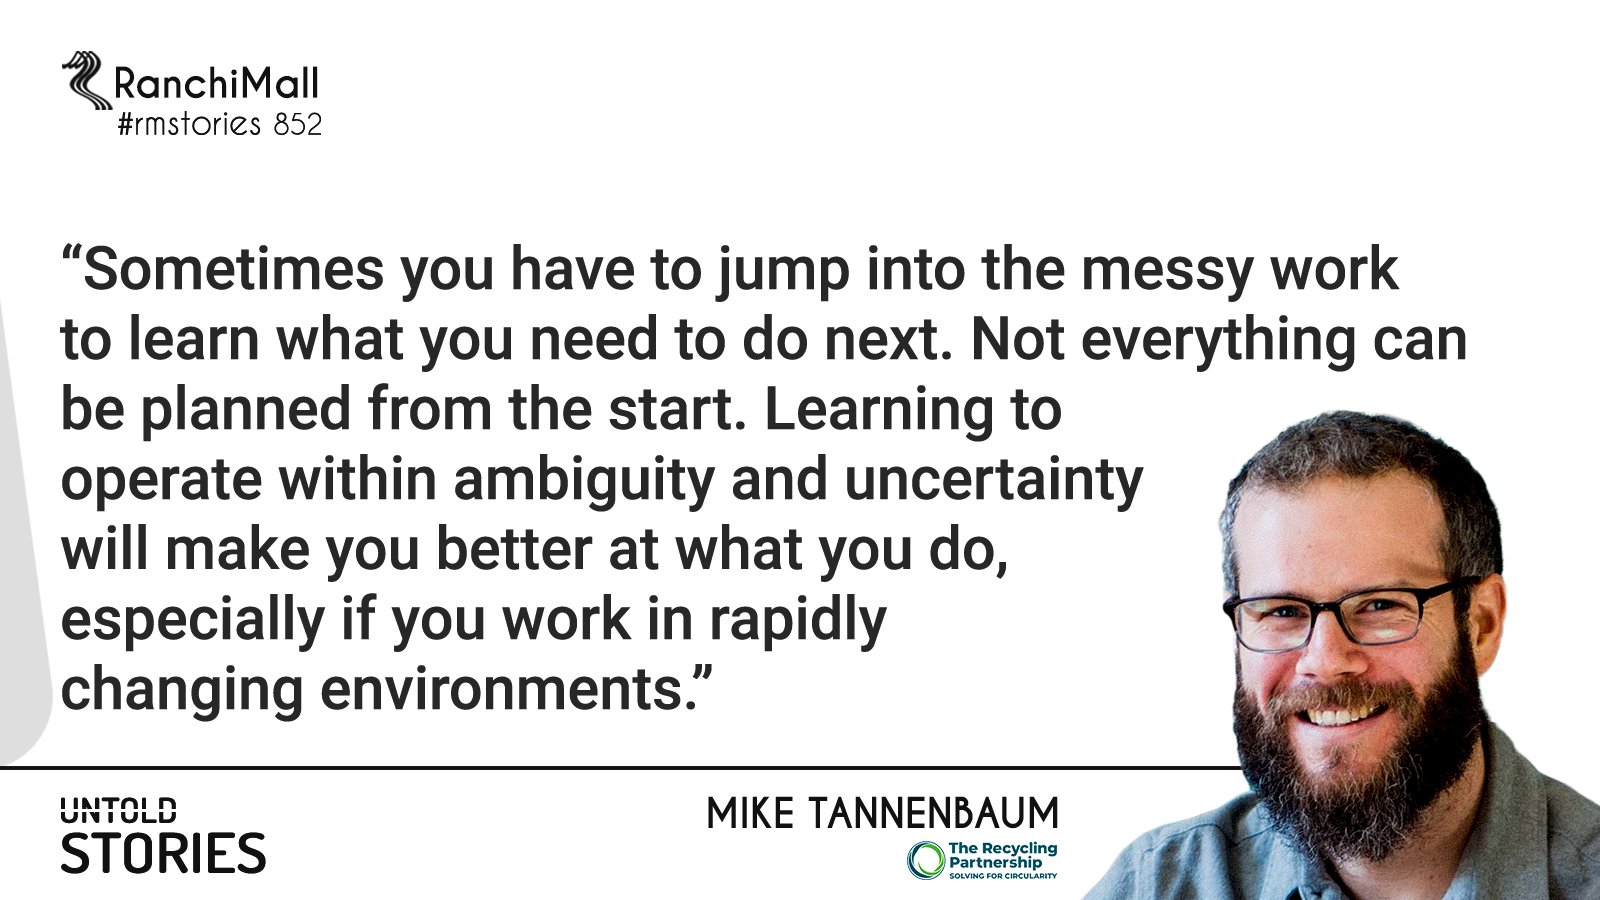 RanchiMall
#rmstories 852
“Sometimes you have to jump into the messy work
to learn what you need to do next. Not everything can
be planned from the start. Learning to
operate within ambiguity and uncertainty
will make you better at what you do,
especially if you work in rapidly
changing environments.”
UNTOLD
STORIES
MIKE TANNENBAUM
The Recycling
Partnership
SOLVING FOR CIRCULARITY